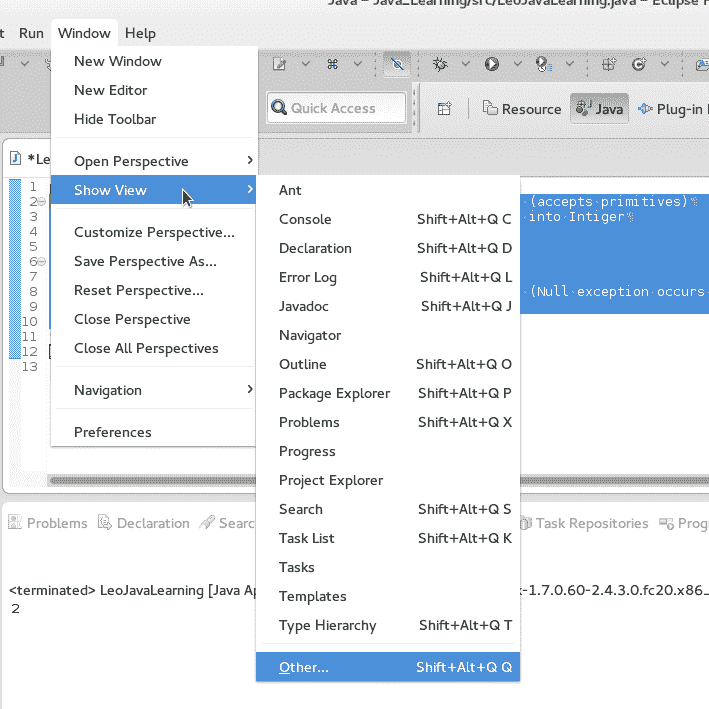 Java – Java_Learning/src/LeoJavaLearning.java – Eclipse
t Run Window Help
New Window
New Editor
Hide Toolbar
Open Perspective
Show View
Customize Perspective...
Save Perspective As...
Reset Perspective...
Close Perspective
Close All Perspectives
Navigation
Preferences
Quick Access
Resource Java Plug-in
*Le
1
2 (accepts·primitives)
3 into·Intiger
4
5
6
7
8 (Null·exception·occurs
9
10
11
12
13
Ant
Console Shift+Alt+Q C
Declaration Shift+Alt+Q D
Error Log Shift+Alt+Q L
Javadoc Shift+Alt+Q J
Navigator
Outline Shift+Alt+Q O
Package Explorer Shift+Alt+Q P
Problems Shift+Alt+Q X
Progress
Project Explorer
Search Shift+Alt+Q S
Task List Shift+Alt+Q K
Tasks
Templates
Type Hierarchy Shift+Alt+Q T
Other... Shift+Alt+Q Q
Problems Declaration Searc Task Repositories Prog
<terminated> LeoJavaLearning [Java Ap k-1.7.0.60-2.4.3.0.fc20.x86_
2